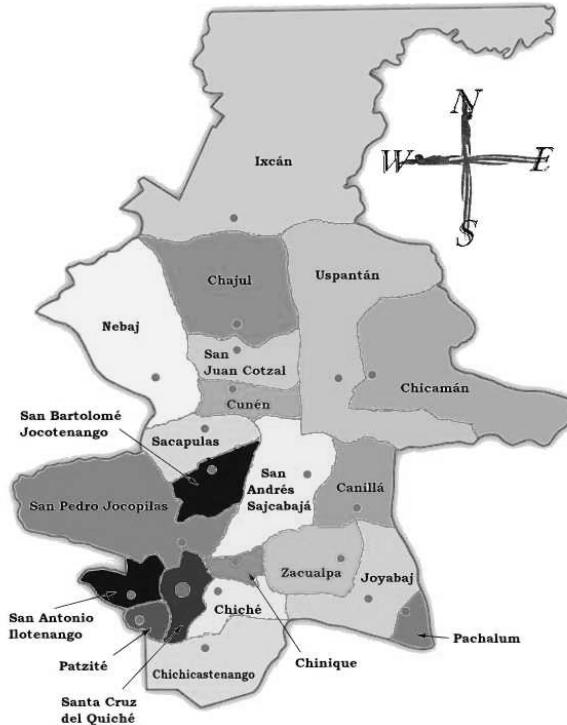 N
W E
S
Ixcán
Chajul
Uspantán
Nebaj
San
Juan Cotzal
Chicamán
Cunén
San Bartolomé
Jocotenango
Sacapulas
San
Andrés
Sajcabajá
Canillá
San Pedro Jocopilas
Zacualpa
Joyabaj
San Antonio
Ilotenango
Chiché
Pachalum
Patzité
Chinique
Chichicastenango
Santa Cruz
del Quiché